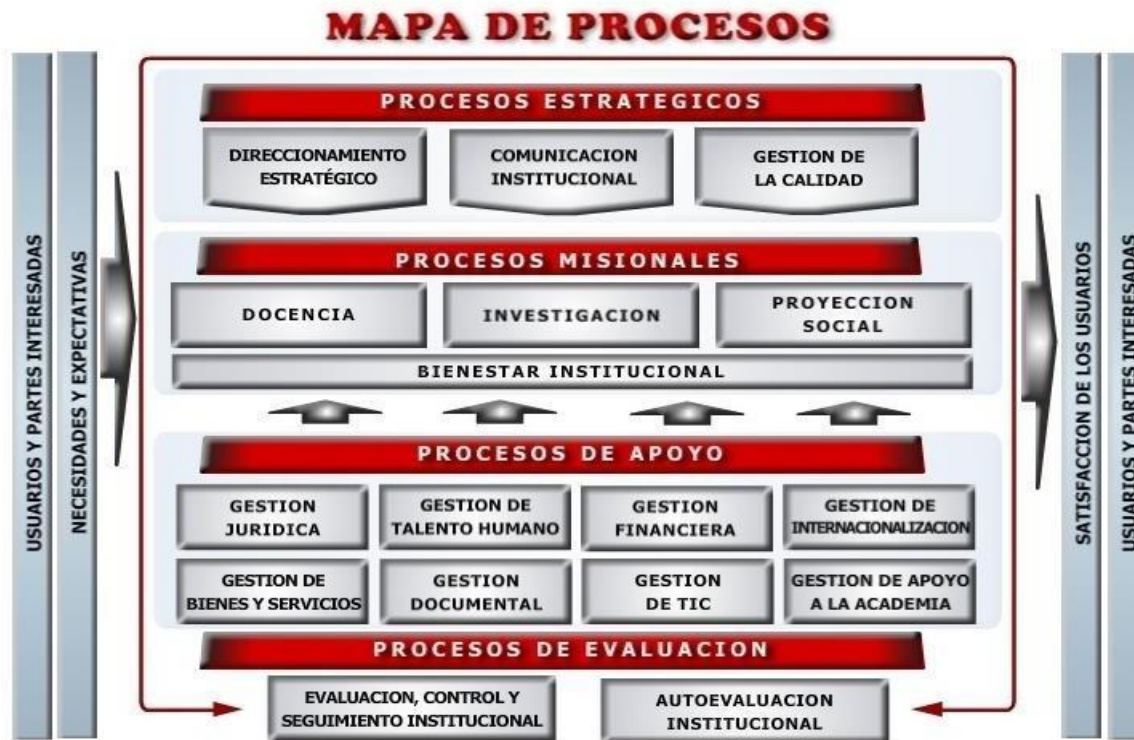 MAPA DE PROCESOS
USUARIOS Y PARTES INTERESADAS
NECESIDADES Y EXPECTATIVAS
PROCESOS ESTRATEGICOS
DIRECCIONAMIENTO
ESTRATÉGICO
COMUNICACION
INSTITUCIONAL
GESTION DE
LA CALIDAD
PROCESOS MISIONALES
DOCENCIA
INVESTIGACION
PROYECCION
SOCIAL
BIENESTAR INSTITUCIONAL
PROCESOS DE APOYO
GESTION
JURIDICA
GESTION DE
TALENTO HUMANO
GESTION
FINANCIERA
GESTION DE
INTERNACIONALIZACION
GESTION DE
BIENES Y SERVICIOS
GESTION
DOCUMENTAL
GESTION
DE TIC
GESTION DE APOYO
A LA ACADEMIA
PROCESOS DE EVALUACION
EVALUACION, CONTROL Y
SEGUIMIENTO INSTITUCIONAL
AUTOEVALUACION
INSTITUCIONAL
SATISFACCION DE LOS USUARIOS
USUARIOS Y PARTES INTERESADAS